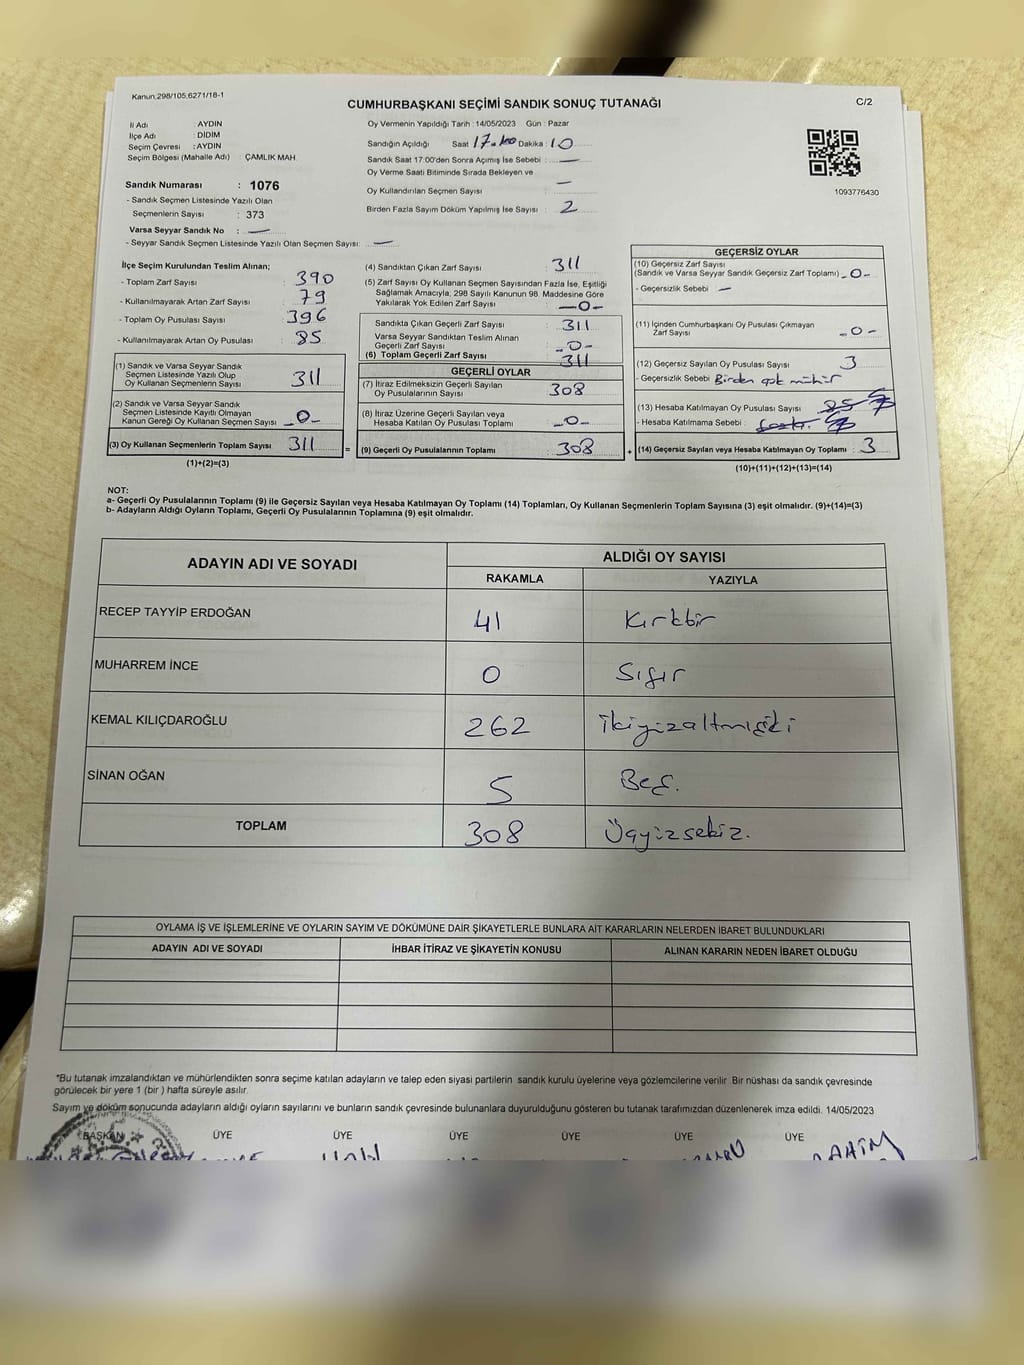 Kanun,298/105,6271/18-1
CUMHURBAŞKANI SEÇİMİ SANDIK SONUÇ TUTANAĞI
C/2
İl Adı : AYDIN
İlçe Adı : DİDİM
Seçim Çevresi : AYDIN
Seçim Bölgesi (Mahalle Adı) : ÇAMLIK MAH.
Sandık Numarası : 1076
- Sandık Seçmen Listesinde Yazılı Olan
Seçmenlerin Sayısı : 373
Varsa Seyyar Sandık No : —
- Seyyar Sandık Seçmen Listesinde Yazılı Olan Seçmen Sayısı: —
Oy Vermenin Yapıldığı Tarih : 14/05/2023 Gün : Pazar
Sandığın Açıldığı Saat 17.00 Dakika : 10
Sandık Saat 17:00'den Sonra Açımış İse Sebebi : —
Oy Verme Saati Bitiminde Sırada Bekleyen ve
Oy Kullandırılan Seçmen Sayısı —
Birden Fazla Sayım Döküm Yapılmış İse Sayısı : 2
1093776430
İlçe Seçim Kurulundan Teslim Alınan;
- Toplam Zarf Sayısı : 390
- Kullanılmayarak Artan Zarf Sayısı : 79
- Toplam Oy Pusulası Sayısı : 396
- Kullanılmayarak Artan Oy Pusulası : 85
(1) Sandık ve Varsa Seyyar Sandık
Seçmen Listesinde Yazılı Olup
Oy Kullanan Seçmenlerin Sayısı : 311
(2) Sandık ve Varsa Seyyar Sandık
Seçmen Listesinde Kayıtlı Olmayan
Kanun Gereği Oy Kullanan Seçmen Sayısı -0-
(3) Oy Kullanan Seçmenlerin Toplam Sayısı 311 =
(1)+(2)=(3)
(4) Sandıktan Çıkan Zarf Sayısı : 311
(5) Zarf Sayısı Oy Kullanan Seçmen Sayısından Fazla İse, Eşitliği
Sağlamak Amacıyla, 298 Sayılı Kanunun 98. Maddesine Göre
Yakılarak Yok Edilen Zarf Sayısı : -0-
Sandıkta Çıkan Geçerli Zarf Sayısı : 311
Varsa Seyyar Sandıktan Teslim Alınan
Geçerli Zarf Sayısı : -0-
(6) Toplam Geçerli Zarf Sayısı 311
GEÇERLİ OYLAR
(7) İtiraz Edilmeksizin Geçerli Sayılan
Oy Pusulalarının Sayısı : 308
(8) İtiraz Üzerine Geçerli Sayılan veya
Hesaba Katılan Oy Pusulası Toplamı : -0-
(9) Geçerli Oy Pusulalarının Toplamı : 308 +
GEÇERSİZ OYLAR
(10) Geçersiz Zarf Sayısı
(Sandık ve Varsa Seyyar Sandık Geçersiz Zarf Toplamı) -0-
- Geçersizlik Sebebi : —
(11) İçinden Cumhurbaşkanı Oy Pusulası Çıkmayan
Zarf Sayısı : -0-
(12) Geçersiz Sayılan Oy Pusulası Sayısı : 3
- Geçersizlik Sebebi : Birden çok mühür
(13) Hesaba Katılmayan Oy Pusulası Sayısı : 85
- Hesaba Katılmama Sebebi :
(14) Geçersiz Sayılan veya Hesaba Katılmayan Oy Toplamı : 3
(10)+(11)+(12)+(13)=(14)
NOT:
a- Geçerli Oy Pusulalarının Toplamı (9) ile Geçersiz Sayılan veya Hesaba Katılmayan Oy Toplamı (14) Toplamları, Oy Kullanan Seçmenlerin Toplam Sayısına (3) eşit olmalıdır. (9)+(14)=(3)
b- Adayların Aldığı Oyların Toplamı, Geçerli Oy Pusulalarının Toplamına (9) eşit olmalıdır.
ADAYIN ADI VE SOYADI ALDIĞI OY SAYISI
RAKAMLA YAZIYLA
RECEP TAYYİP ERDOĞAN 41 Kırkbir
MUHARREM İNCE 0 Sıfır
KEMAL KILIÇDAROĞLU 262 İkiyüzaltmışiki
SİNAN OĞAN 5 Beş.
TOPLAM 308 Üçyüzsekiz.
OYLAMA İŞ VE İŞLEMLERİNE VE OYLARIN SAYIM VE DÖKÜMÜNE DAİR ŞİKAYETLERLE BUNLARA AİT KARARLARIN NELERDEN İBARET BULUNDUKLARI
ADAYIN ADI VE SOYADI İHBAR İTİRAZ VE ŞİKAYETİN KONUSU ALINAN KARARIN NEDEN İBARET OLDUĞU
*Bu tutanak imzalandıktan ve mühürlendikten sonra seçime katılan adayların ve talep eden siyasi partilerin sandık kurulu üyelerine veya gözlemcilerine verilir. Bir nüshası da sandık çevresinde
görülecek bir yere 1 (bir ) hafta süreyle asılır.
Sayım ve döküm sonucunda adayların aldığı oyların sayılarını ve bunların sandık çevresinde bulunanlara duyurulduğunu gösteren bu tutanak tarafımızdan düzenlenerek imza edildi. 14/05/2023
BAŞKAN ÜYE ÜYE ÜYE ÜYE ÜYE ÜYE